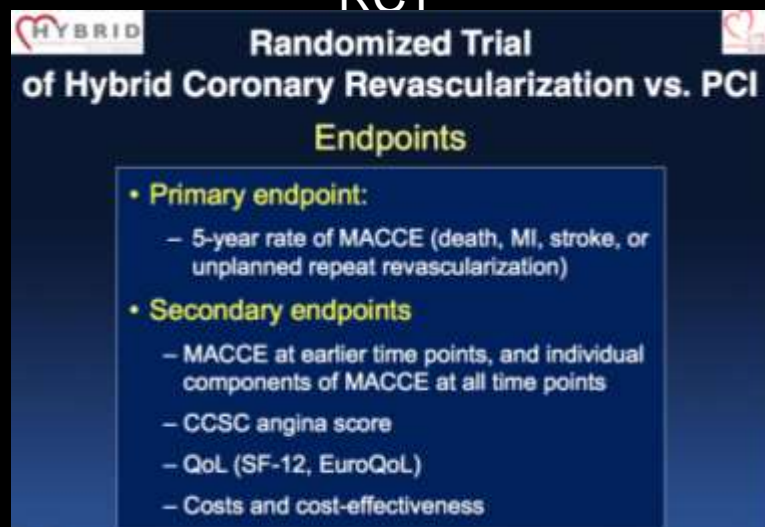 RCT
HYBRID
Randomized Trial
of Hybrid Coronary Revascularization vs. PCI
Endpoints
• Primary endpoint:
– 5-year rate of MACCE (death, MI, stroke, or
unplanned repeat revascularization)
• Secondary endpoints
– MACCE at earlier time points, and individual
components of MACCE at all time points
– CCSC angina score
– QoL (SF-12, EuroQoL)
– Costs and cost-effectiveness